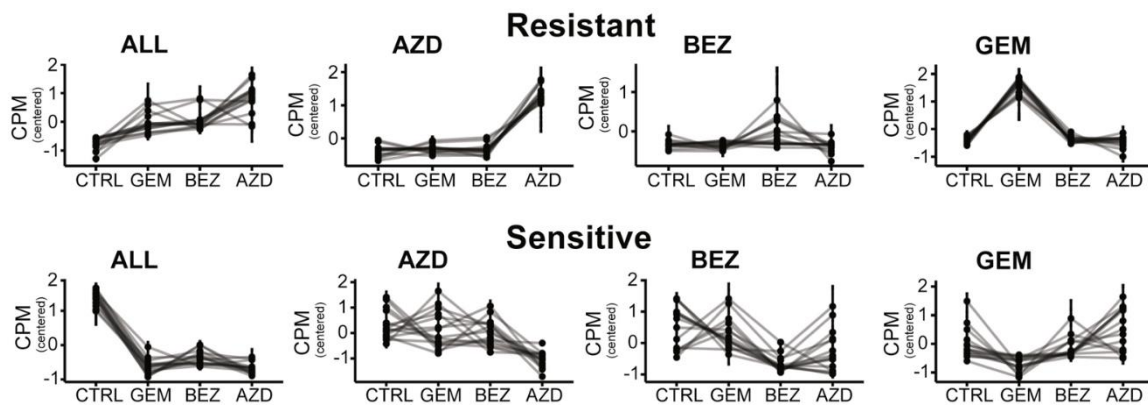 Resistant
ALL AZD BEZ GEM
CPM (centered) 2 1 0 -1 CTRL GEM BEZ AZD
CPM (centered) 2 1 0 CTRL GEM BEZ AZD
CPM (centered) 1 0 CTRL GEM BEZ AZD
CPM (centered) 2 1 0 -1 CTRL GEM BEZ AZD
Sensitive
ALL AZD BEZ GEM
CPM (centered) 2 1 0 -1 CTRL GEM BEZ AZD
CPM (centered) 2 1 0 -1 CTRL GEM BEZ AZD
CPM (centered) 2 1 0 -1 CTRL GEM BEZ AZD
CPM (centered) 2 1 0 -1 CTRL GEM BEZ AZD